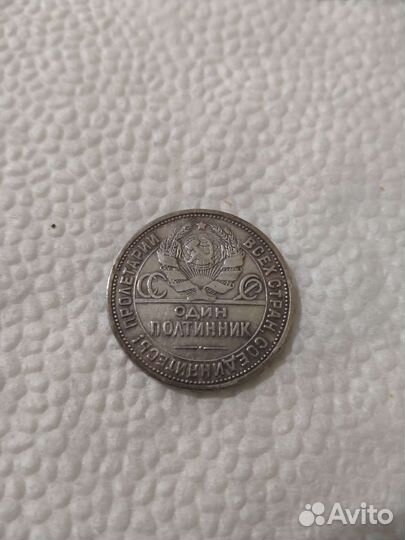 ПРОЛЕТАРИИ ВСЕХ СТРАН, СОЕДИНЯЙТЕСЬ!
СС СР
ОДИН
ПОЛТИННИК
Avito